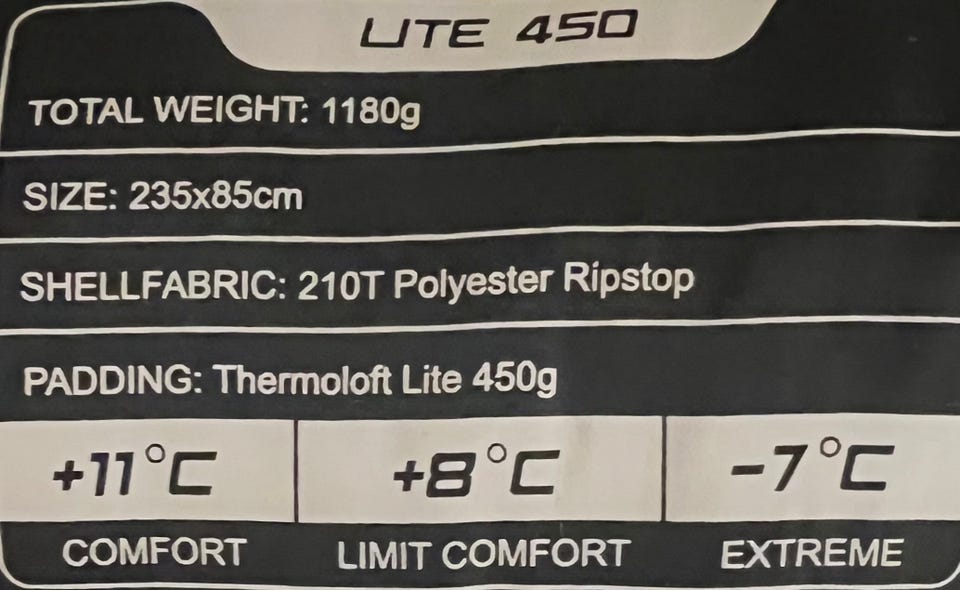 LITE 450
TOTAL WEIGHT: 1180g
SIZE: 235x85cm
SHELLFABRIC: 210T Polyester Ripstop
PADDING: Thermoloft Lite 450g
+11°C +8°C -7°C
COMFORT LIMIT COMFORT EXTREME